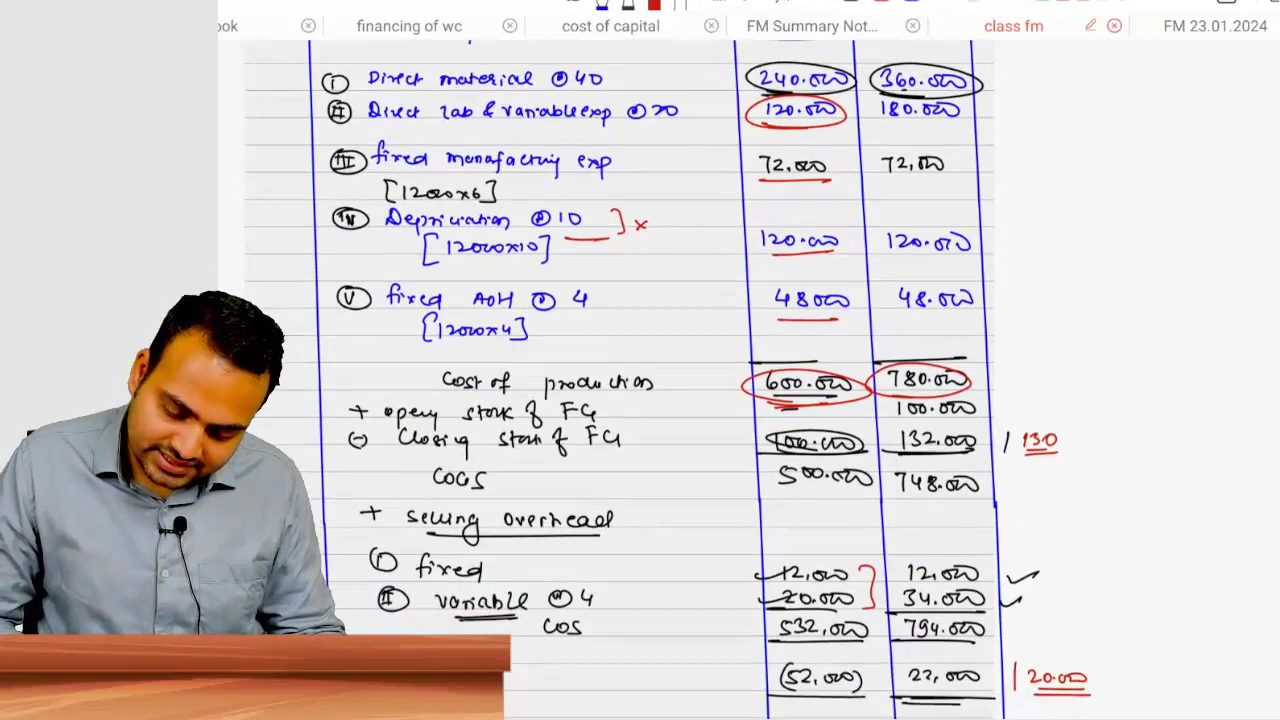 ook financing of wc cost of capital FM Summary Not... class fm FM 23.01.2024
I Direct material @ 40 240.000 360.000
II Direct lab & variable exp @ 20 120.000 180.000
III fixed manufacturing exp 72,000 72,000
[12000x6]
IV Depriciation @ 10 } x
[12000x10] 120.000 120.000
V fixed AOH @ 4 48000 48.000
[12000x4]
Cost of production 600.000 780.000
+ opening stock of FG 100.000
(-) Closing stock of FG 100.000 132.000 / 130
COGS 500.000 748.000
+ selling overhead
I fixed 12,000 12,000
II variable @ 4 20.000 34.000
COS 532,000 794.000
(52,000) 22,000 / 20.00